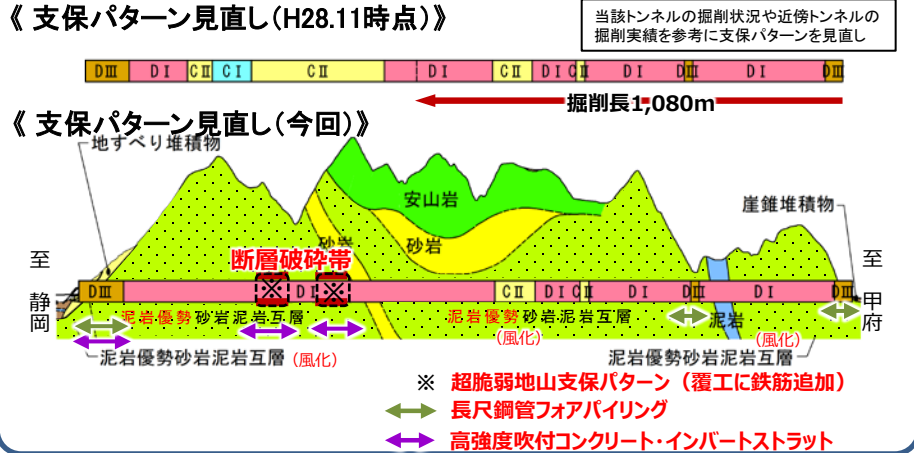 《 支保パターン見直し（H28.11時点）》
当該トンネルの掘削状況や近傍トンネルの
掘削実績を参考に支保パターンを見直し
DⅢ DⅠ CⅡ CⅠ CⅡ DⅠ CⅡ DⅠ CⅡ DⅠ DⅢ DⅠ DⅢ
掘削長1,080m
《 支保パターン見直し（今回）》
地すべり堆積物
安山岩
崖錐堆積物
砂岩
砂岩
断層破砕帯
至
静
岡
至
甲
府
DⅢ ※ DⅠ ※ CⅡ DⅠ CⅡ DⅠ DⅢ DⅠ DⅢ
泥岩優勢砂岩泥岩互層
泥岩優勢砂岩泥岩互層
泥岩
（風化）
（風化）
泥岩優勢砂岩泥岩互層（風化）
泥岩優勢砂岩泥岩互層
※ 超脆弱地山支保パターン（覆工に鉄筋追加）
長尺鋼管フォアパイリング
高強度吹付コンクリート・インバートストラット